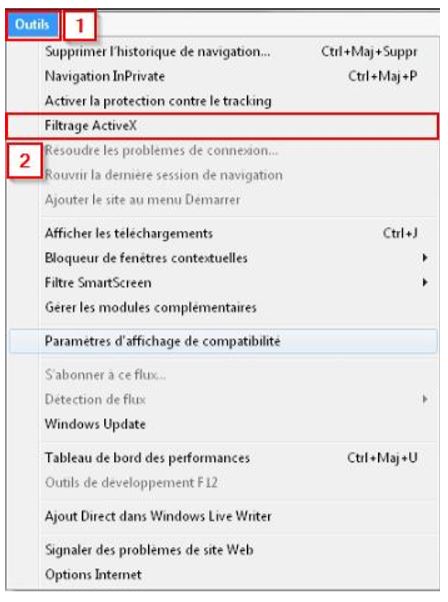 Outils
1
Supprimer l'historique de navigation... Ctrl+Maj+Suppr
Navigation InPrivate Ctrl+Maj+P
Activer la protection contre le tracking
Filtrage ActiveX
2
Résoudre les problèmes de connexion...
Rouvrir la dernière session de navigation
Ajouter le site au menu Démarrer
Afficher les téléchargements Ctrl+J
Bloqueur de fenêtres contextuelles
Filtre SmartScreen
Gérer les modules complémentaires
Paramètres d'affichage de compatibilité
S'abonner à ce flux...
Détection de flux
Windows Update
Tableau de bord des performances Ctrl+Maj+U
Outils de développement F12
Ajout Direct dans Windows Live Writer
Signaler des problèmes de site Web
Options Internet